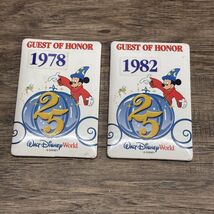 GUEST OF HONOR
1978
25
Walt Disney World
GUEST OF HONOR
1982
25
Walt Disney World